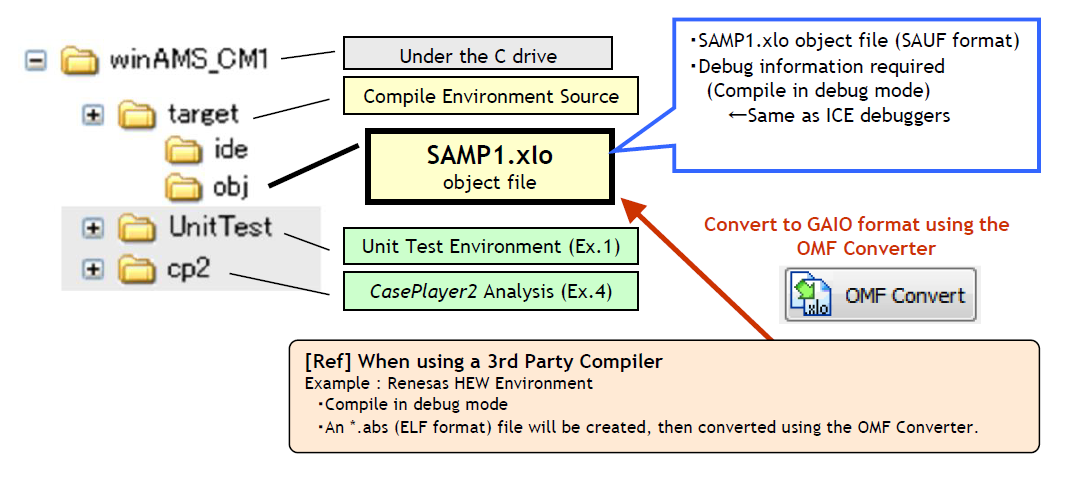 winAMS_CM1
Under the C drive
target
Compile Environment Source
ide
obj
SAMP1.xlo
object file
・SAMP1.xlo object file (SAUF format)
・Debug information required
(Compile in debug mode)
←Same as ICE debuggers
UnitTest
Unit Test Environment (Ex.1)
cp2
CasePlayer2 Analysis (Ex.4)
Convert to GAIO format using the
OMF Converter
xlo
OMF Convert
[Ref] When using a 3rd Party Compiler
Example : Renesas HEW Environment
・Compile in debug mode
・An *.abs (ELF format) file will be created, then converted using the OMF Converter.